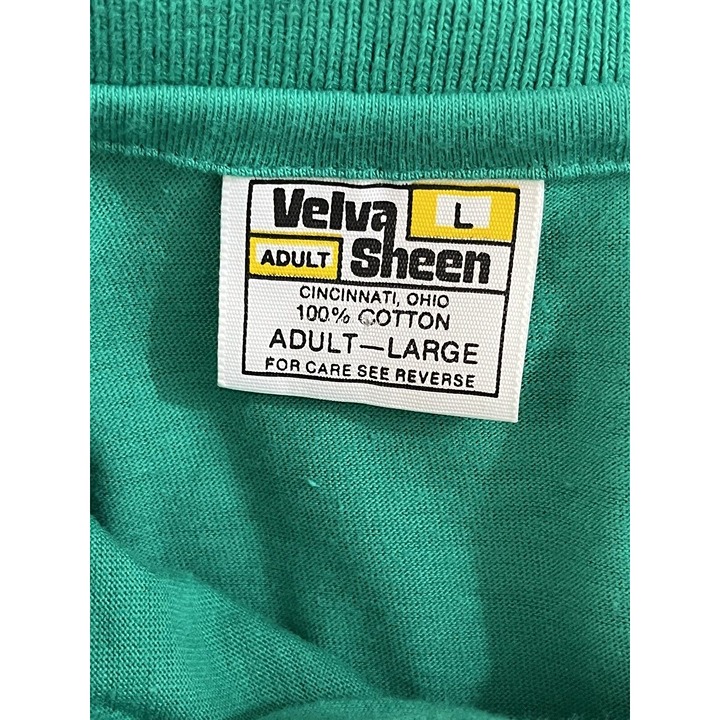 Velva L
ADULT Sheen
CINCINNATI, OHIO
100% COTTON
ADULT—LARGE
FOR CARE SEE REVERSE